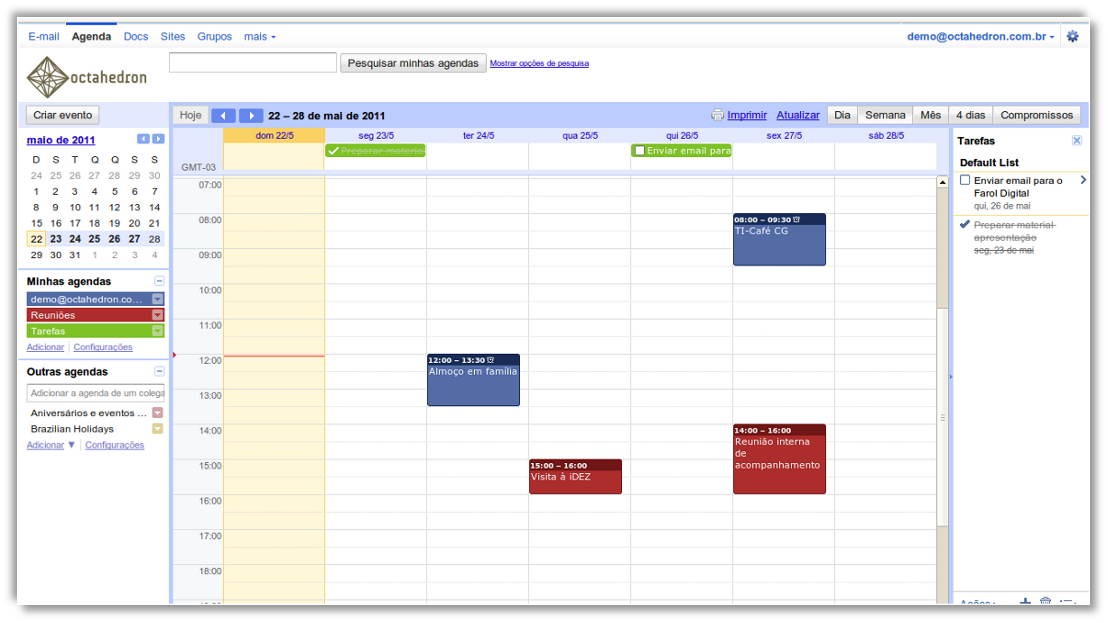 E-mail Agenda Docs Sites Grupos mais
demo@octahedron.com.br
octahedron
Pesquisar minhas agendas Mostrar opções de pesquisa
Criar evento
maio de 2011
D S T Q Q S S
24 25 26 27 28 29 30
1 2 3 4 5 6 7
8 9 10 11 12 13 14
15 16 17 18 19 20 21
22 23 24 25 26 27 28
29 30 31 1 2 3 4
Minhas agendas
demo@octahedron.co...
Reuniões
Tarefas
Adicionar Configurações
Outras agendas
Adicionar a agenda de um colega
Aniversários e eventos ...
Brazilian Holidays
Adicionar ▼ Configurações
Hoje 22 – 28 de mai de 2011 Imprimir Atualizar Dia Semana Mês 4 dias Compromissos
dom 22/5 seg 23/5 ter 24/5 qua 25/5 qui 26/5 sex 27/5 sáb 28/5
GMT-03 Preparar material Enviar email para
07:00
08:00
09:00
10:00
11:00
12:00
13:00
14:00
15:00
16:00
17:00
18:00
12:00 – 13:30
Almoço em família
15:00 – 16:00
Visita à iDEZ
08:00 – 09:30
TI-Café CG
14:00 – 16:00
Reunião interna
de
acompanhamento
Tarefas
Default List
Enviar email para o
Farol Digital
qui, 26 de mai
Preparar material
apresentação
seg, 23 de mai